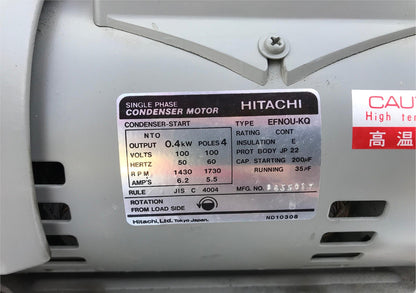 SINGLE PHASE
CONDENSER MOTOR HITACHI
CONDENSER-START TYPE EFNOU-KQ
NTO RATING CONT
OUTPUT 0.4kW POLES 4 INSULATION E
VOLTS 100 100 PROT BODY JP 22
HERTZ 50 60 CAP STARTING 200µF
RPM 1430 1730 RUNNING 35µF
AMP'S 6.2 5.5
RULE JIS C 4004 MFG. NO.
ROTATION
FROM LOAD SIDE
Hitachi, Ltd. Tokyo Japan. ND10308
CAU
High te
高温